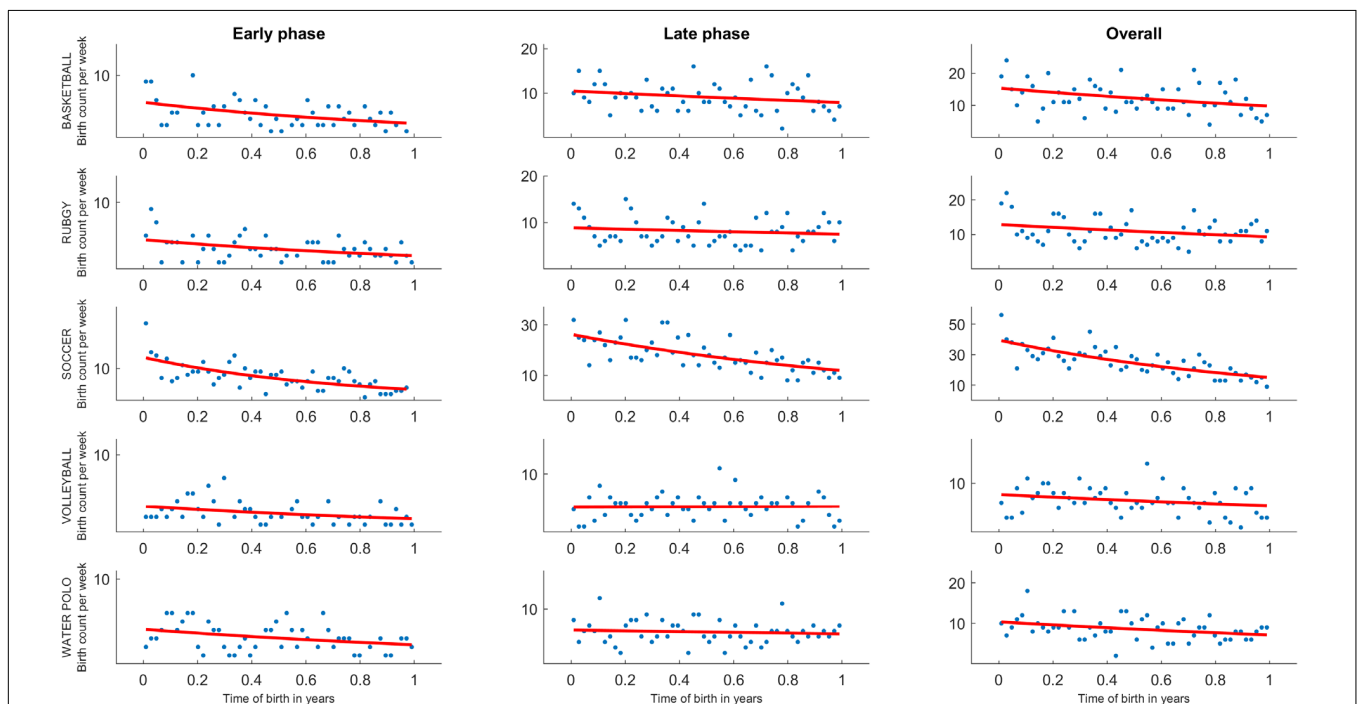 Early phase
Late phase
Overall
BASKETBALL
Birth count per week
10
0 0.2 0.4 0.6 0.8 1
20
10
0 0.2 0.4 0.6 0.8 1
20
10
0 0.2 0.4 0.6 0.8 1
RUBGY
Birth count per week
10
0 0.2 0.4 0.6 0.8 1
20
10
0 0.2 0.4 0.6 0.8 1
20
10
0 0.2 0.4 0.6 0.8 1
SOCCER
Birth count per week
10
0 0.2 0.4 0.6 0.8 1
30
10
0 0.2 0.4 0.6 0.8 1
50
30
10
0 0.2 0.4 0.6 0.8 1
VOLLEYBALL
Birth count per week
10
0 0.2 0.4 0.6 0.8 1
10
0 0.2 0.4 0.6 0.8 1
10
0 0.2 0.4 0.6 0.8 1
WATER POLO
Birth count per week
10
0 0.2 0.4 0.6 0.8 1
Time of birth in years
10
0 0.2 0.4 0.6 0.8 1
Time of birth in years
20
10
0 0.2 0.4 0.6 0.8 1
Time of birth in years